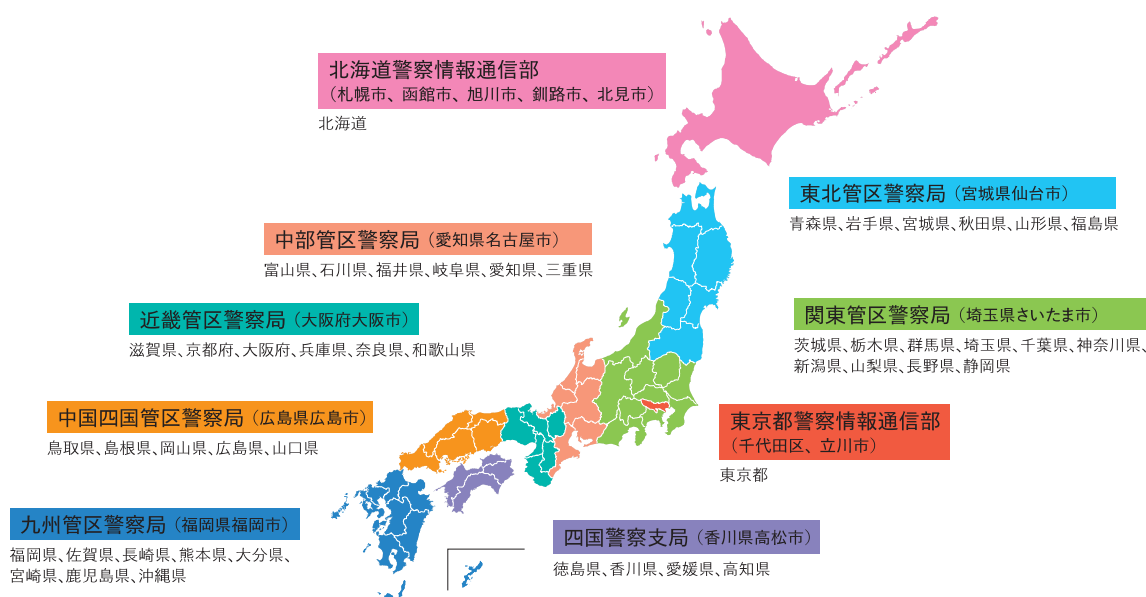 北海道警察情報通信部
（札幌市、函館市、旭川市、釧路市、北見市）
北海道
東北管区警察局（宮城県仙台市）
青森県、岩手県、宮城県、秋田県、山形県、福島県
中部管区警察局（愛知県名古屋市）
富山県、石川県、福井県、岐阜県、愛知県、三重県
近畿管区警察局（大阪府大阪市）
滋賀県、京都府、大阪府、兵庫県、奈良県、和歌山県
関東管区警察局（埼玉県さいたま市）
茨城県、栃木県、群馬県、埼玉県、千葉県、神奈川県、
新潟県、山梨県、長野県、静岡県
中国四国管区警察局（広島県広島市）
鳥取県、島根県、岡山県、広島県、山口県
東京都警察情報通信部
（千代田区、立川市）
東京都
九州管区警察局（福岡県福岡市）
福岡県、佐賀県、長崎県、熊本県、大分県、
宮崎県、鹿児島県、沖縄県
四国警察支局（香川県高松市）
徳島県、香川県、愛媛県、高知県